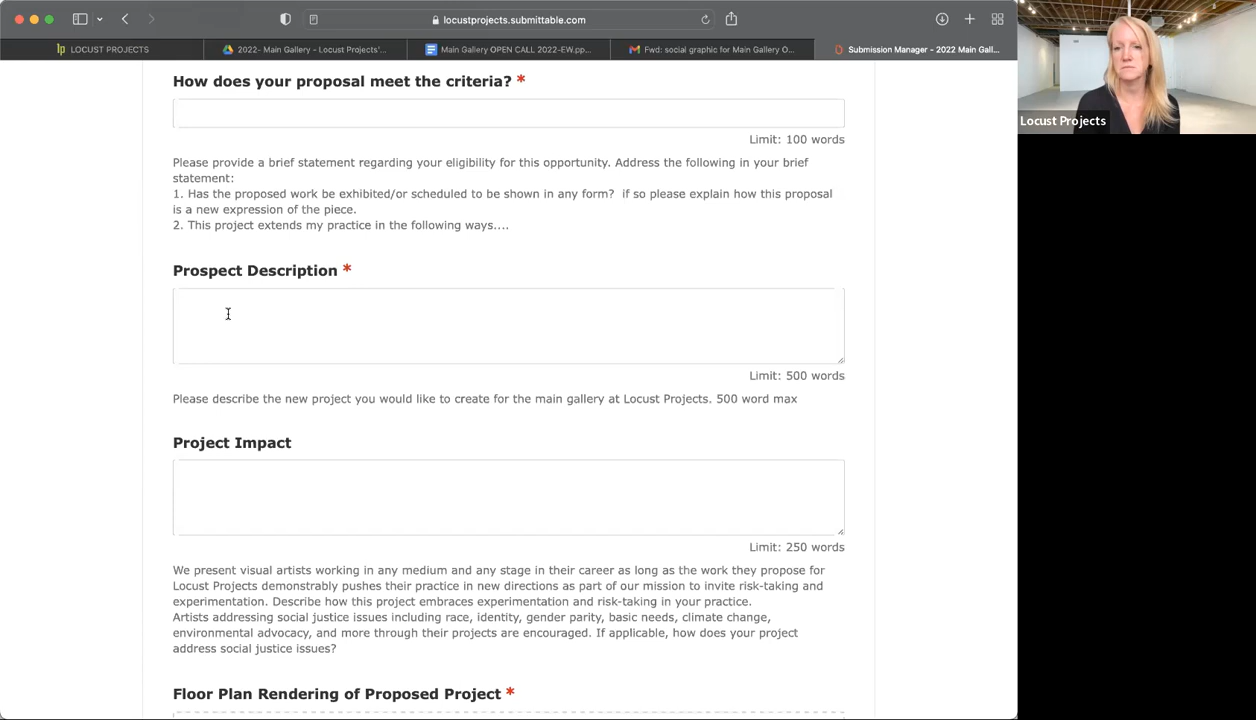 locustprojects.submittable.com
lp LOCUST PROJECTS
2022- Main Gallery - Locust Projects'...
Main Gallery OPEN CALL 2022-EW.pp...
Fwd: social graphic for Main Gallery O...
Submission Manager - 2022 Main Gall...
Locust Projects
How does your proposal meet the criteria? *
Limit: 100 words
Please provide a brief statement regarding your eligibility for this opportunity. Address the following in your brief
statement:
1. Has the proposed work be exhibited/or scheduled to be shown in any form?  if so please explain how this proposal
is a new expression of the piece.
2. This project extends my practice in the following ways....
Prospect Description *
Limit: 500 words
Please describe the new project you would like to create for the main gallery at Locust Projects. 500 word max
Project Impact
Limit: 250 words
We present visual artists working in any medium and any stage in their career as long as the work they propose for
Locust Projects demonstrably pushes their practice in new directions as part of our mission to invite risk-taking and
experimentation. Describe how this project embraces experimentation and risk-taking in your practice.
Artists addressing social justice issues including race, identity, gender parity, basic needs, climate change,
environmental advocacy, and more through their projects are encouraged. If applicable, how does your project
address social justice issues?
Floor Plan Rendering of Proposed Project *